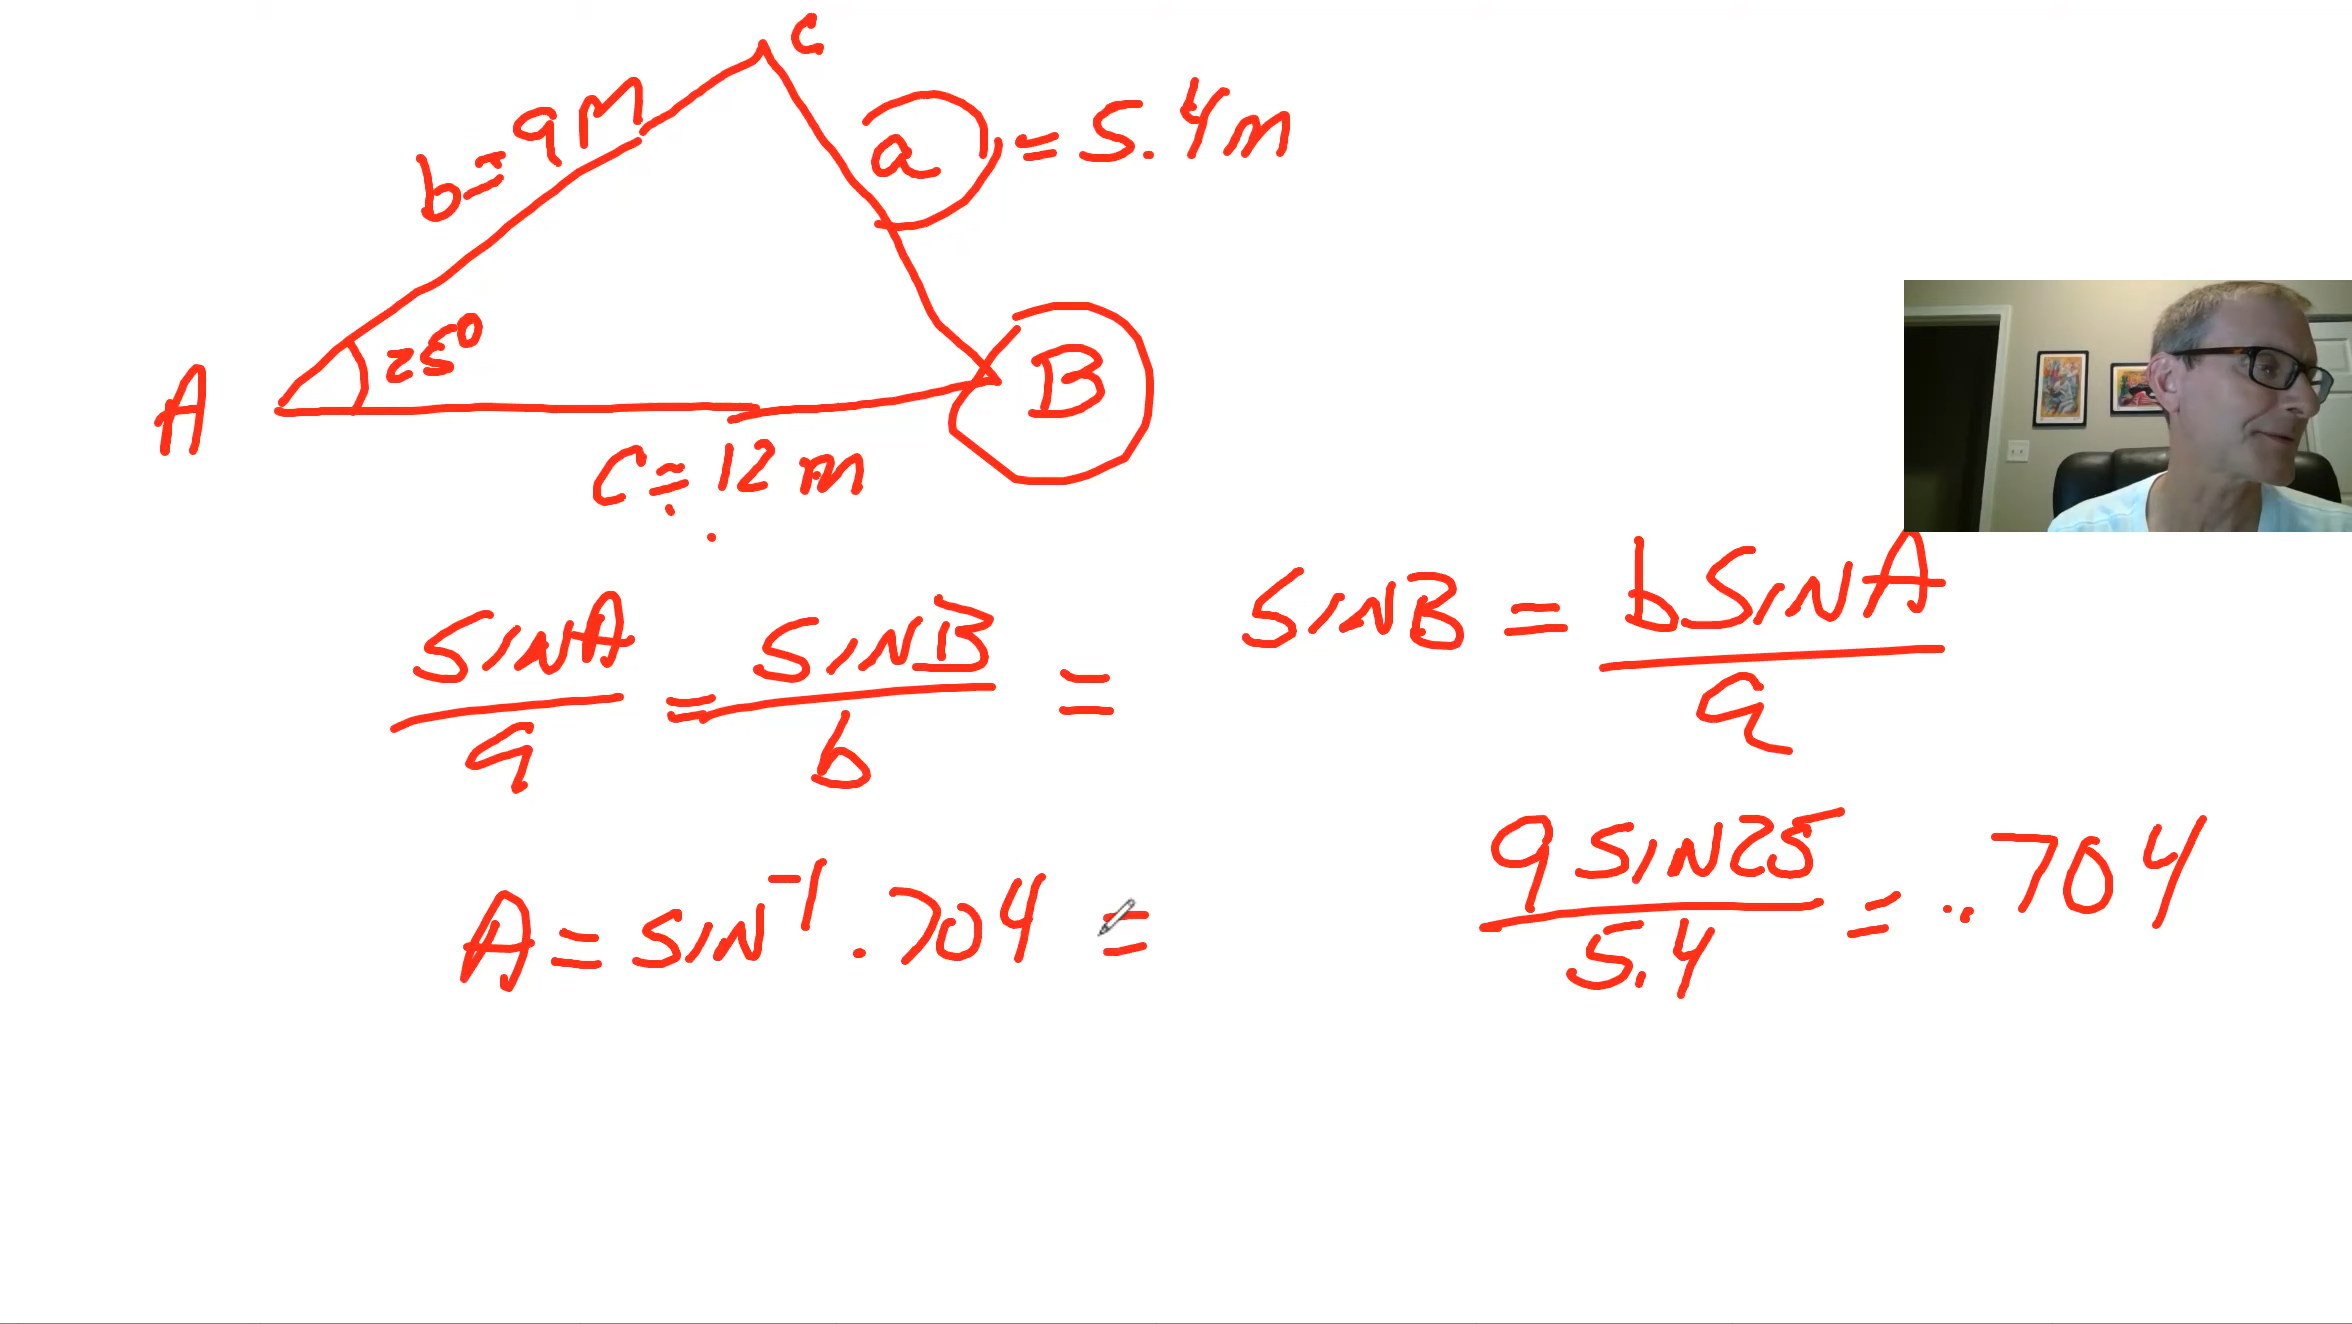 C
b=9m
a = 5.4m
25°
A
B
C = 12 m
sinA/a = sinB/b =
sinB = bsinA/a
9 sin25/5.4 = .704
A = sin⁻¹ .704 =